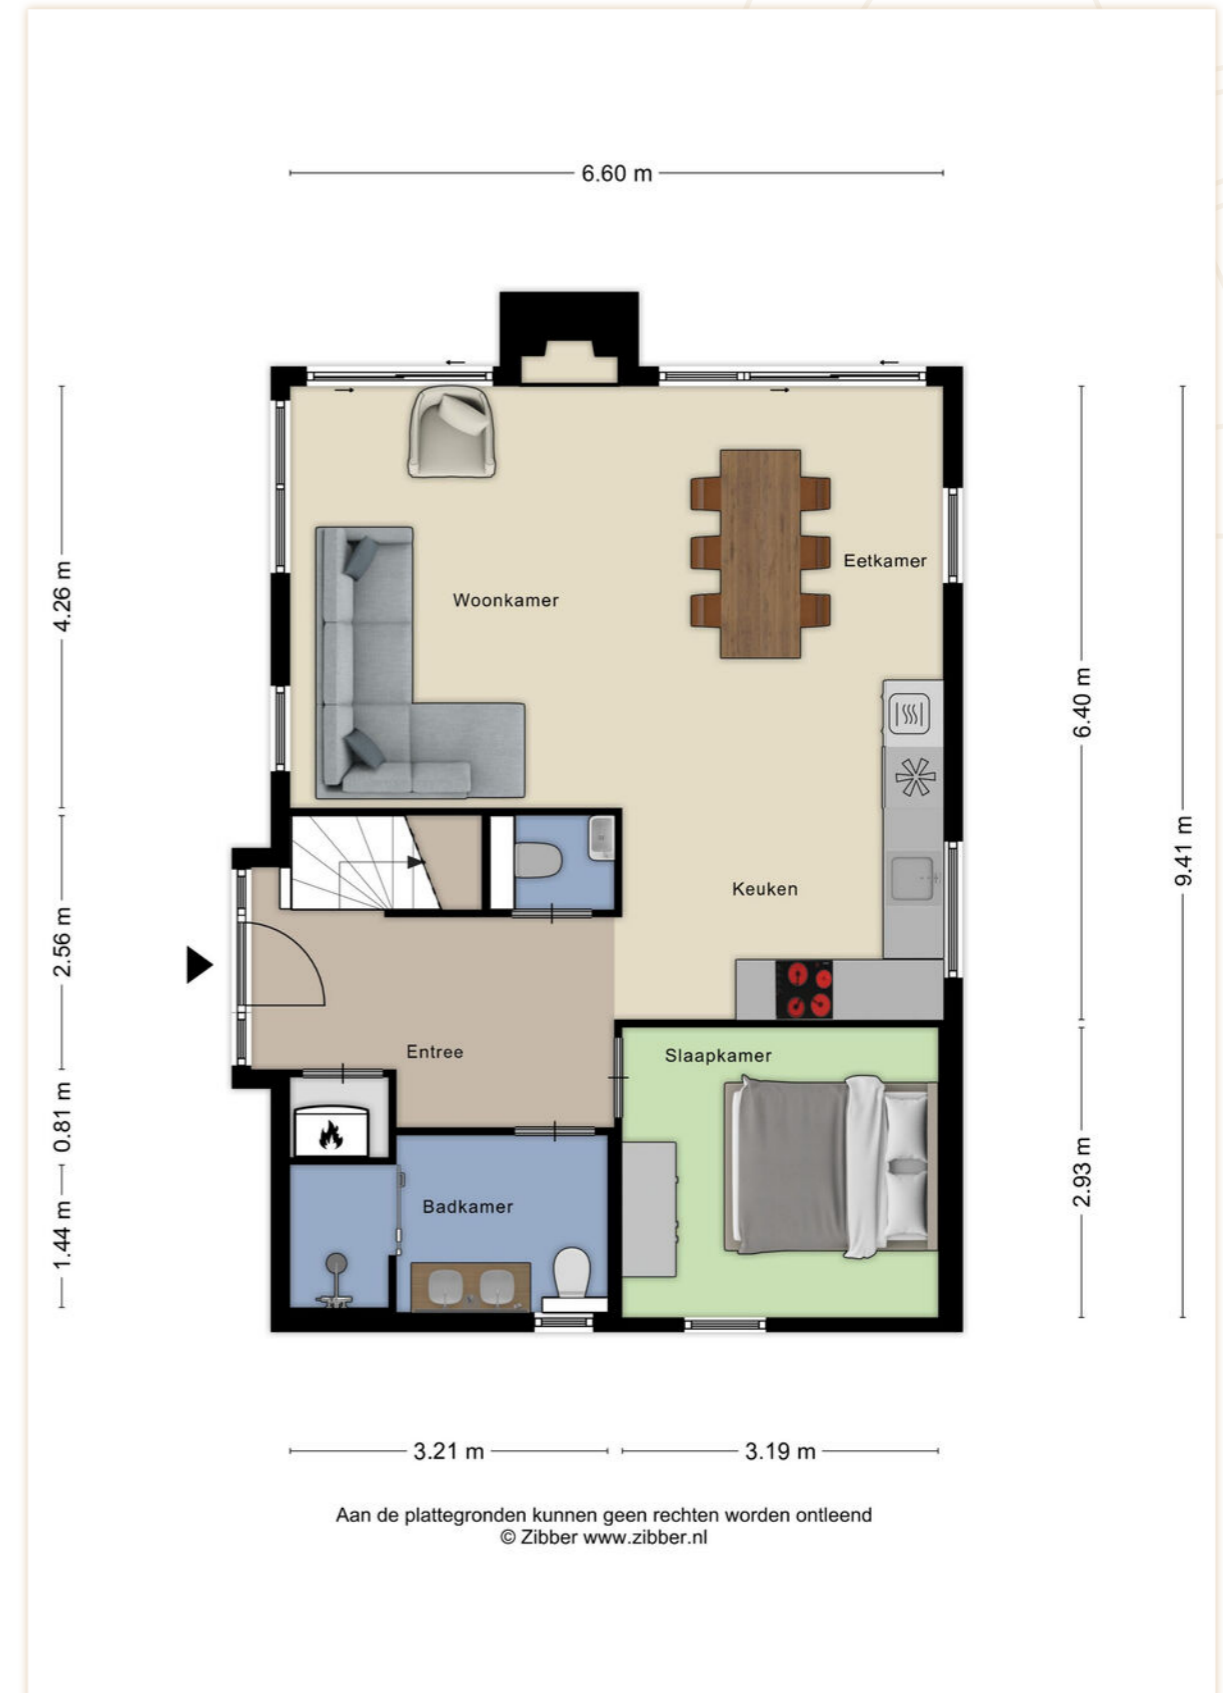 6.60 m
4.26 m
Eetkamer
Woonkamer
6.40 m
9.41 m
Keuken
2.56 m
Entree
Slaapkamer
0.81 m
2.93 m
Badkamer
1.44 m
3.21 m
3.19 m
Aan de plattegronden kunnen geen rechten worden ontleend
© Zibber www.zibber.nl